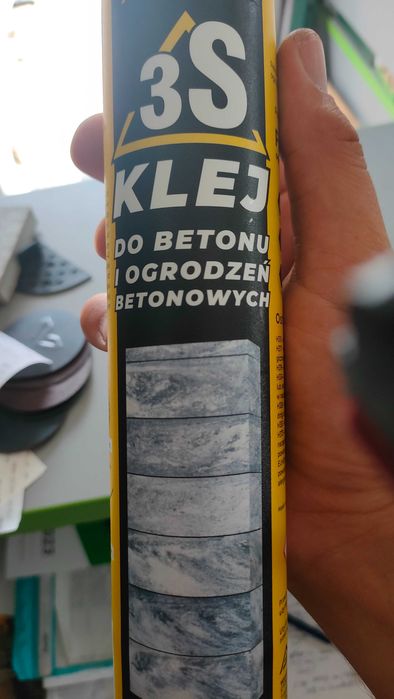 3S
KLEJ
DO BETONU
I OGRODZEŃ
BETONOWYCH